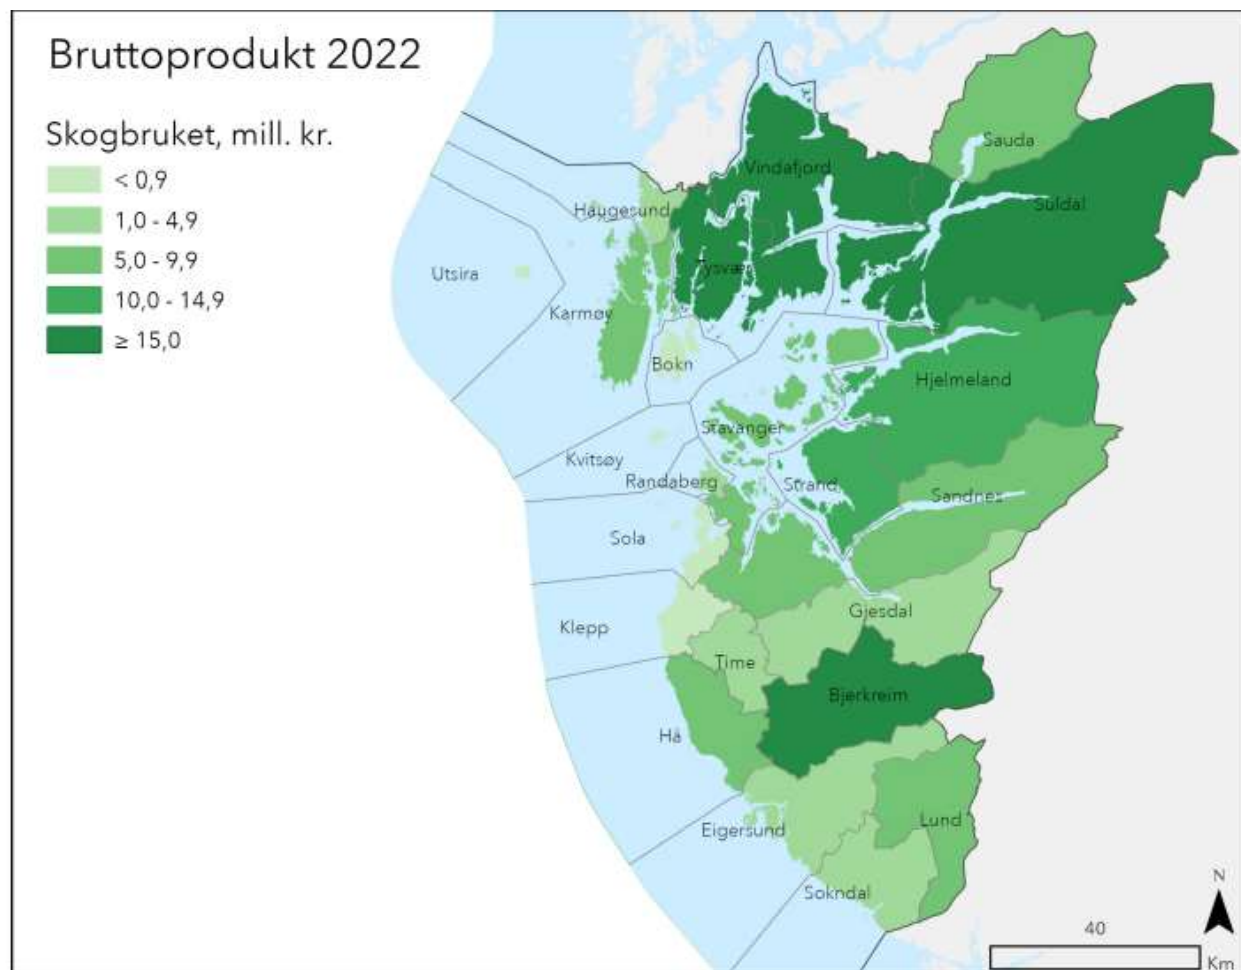 Bruttoprodukt 2022
Skogbruket, mill. kr.
< 0,9
1,0 - 4,9
5,0 - 9,9
10,0 - 14,9
≥ 15,0
Sauda
Vindafjord
Suldal
Haugesund
Utsira
Tysvær
Karmøy
Bokn
Hjelmeland
Stavanger
Kvitsøy
Randaberg
Strand
Sandnes
Sola
Gjesdal
Klepp
Time
Bjerkreim
Hå
Eigersund
Lund
Sokndal
N
40
Km